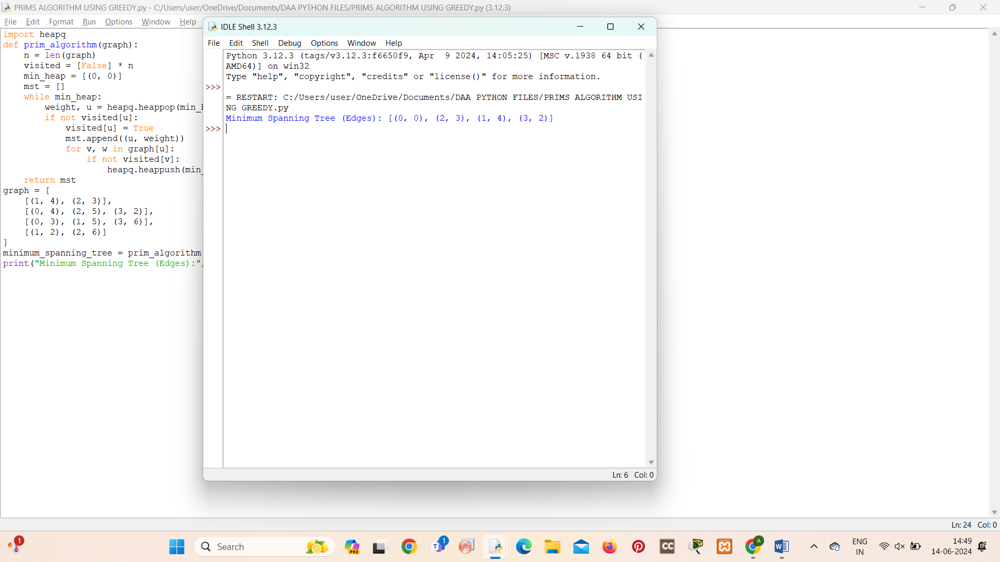 PRIMS ALGORITHM USING GREEDY.py - C:/Users/user/OneDrive/Documents/DAA PYTHON FILES/PRIMS ALGORITHM USING GREEDY.py (3.12.3)
File Edit Format Run Options Window Help
import heapq
def prim_algorithm(graph):
    n = len(graph)
    visited = [False] * n
    min_heap = [(0, 0)]
    mst = []
    while min_heap:
        weight, u = heapq.heappop(min_h
        if not visited[u]:
            visited[u] = True
            mst.append((u, weight))
            for v, w in graph[u]:
                if not visited[v]:
                    heapq.heappush(min_
    return mst
graph = [
    [(1, 4), (2, 3)],
    [(0, 4), (2, 5), (3, 2)],
    [(0, 3), (1, 5), (3, 6)],
    [(1, 2), (2, 6)]
]
minimum_spanning_tree = prim_algorithm
print("Minimum Spanning Tree (Edges):",
IDLE Shell 3.12.3
File Edit Shell Debug Options Window Help
Python 3.12.3 (tags/v3.12.3:f6650f9, Apr  9 2024, 14:05:25) [MSC v.1938 64 bit (
AMD64)] on win32
Type "help", "copyright", "credits" or "license()" for more information.
>>>
= RESTART: C:/Users/user/OneDrive/Documents/DAA PYTHON FILES/PRIMS ALGORITHM USI
NG GREEDY.py
Minimum Spanning Tree (Edges): [(0, 0), (2, 3), (1, 4), (3, 2)]
>>>
Ln: 6 Col: 0
Ln: 24 Col: 0
1
Search
PRE
T
1
CC
A
W
ENG
IN
14:49
14-06-2024